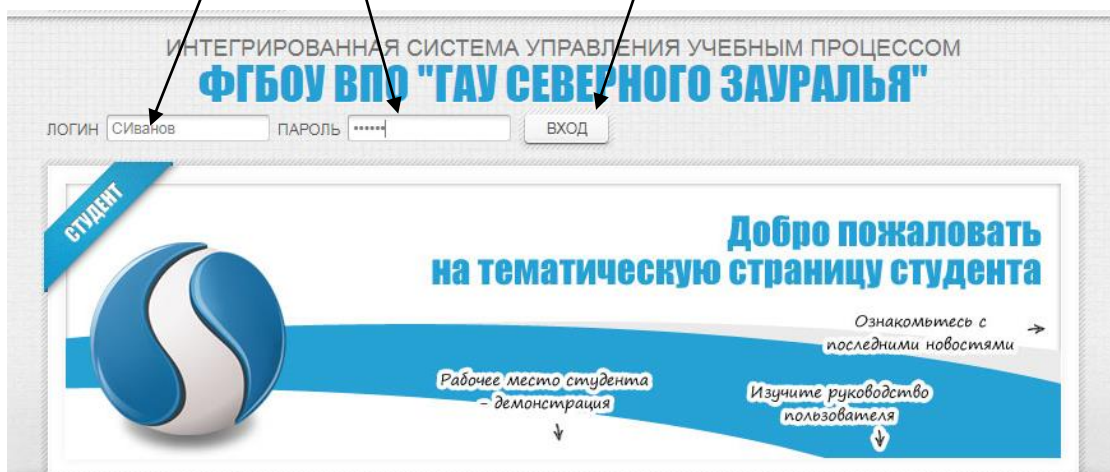 ИНТЕГРИРОВАННАЯ СИСТЕМА УПРАВЛЕНИЯ УЧЕБНЫМ ПРОЦЕССОМ
ФГБОУ ВПО "ГАУ СЕВЕРНОГО ЗАУРАЛЬЯ"
ЛОГИН СИванов ПАРОЛЬ •••••• ВХОД
СТУДЕНТ
Добро пожаловать
на тематическую страницу студента
Ознакомьтесь с
последними новостями
Рабочее место студента
- демонстрация
Изучите руководство
пользователя